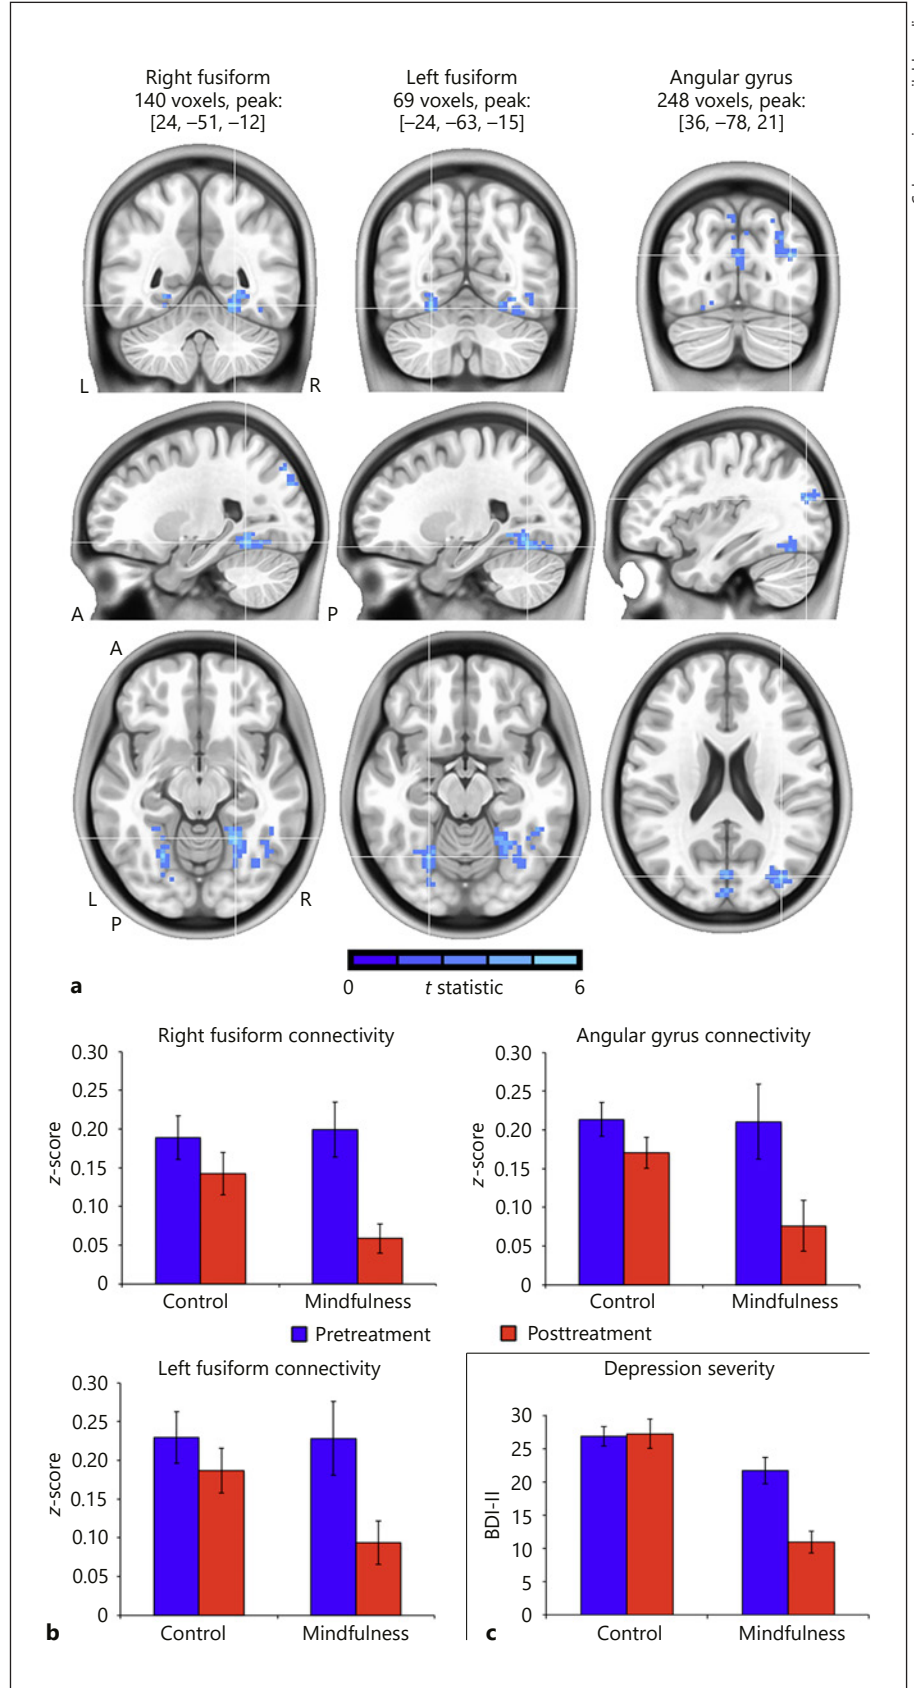 Right fusiform
140 voxels, peak:
[24, –51, –12]
Left fusiform
69 voxels, peak:
[–24, –63, –15]
Angular gyrus
248 voxels, peak:
[36, –78, 21]
L
R
A
P
A
L
P
R
0
t statistic
6
a
Right fusiform connectivity
0.30
0.25
0.20
0.15
0.10
0.05
0
z-score
Control
Mindfulness
Angular gyrus connectivity
0.30
0.25
0.20
0.15
0.10
0.05
0
z-score
Control
Mindfulness
Pretreatment
Posttreatment
Left fusiform connectivity
0.30
0.25
0.20
0.15
0.10
0.05
0
z-score
Control
Mindfulness
b
Depression severity
30
25
20
15
10
5
0
BDI-II
Control
Mindfulness
c